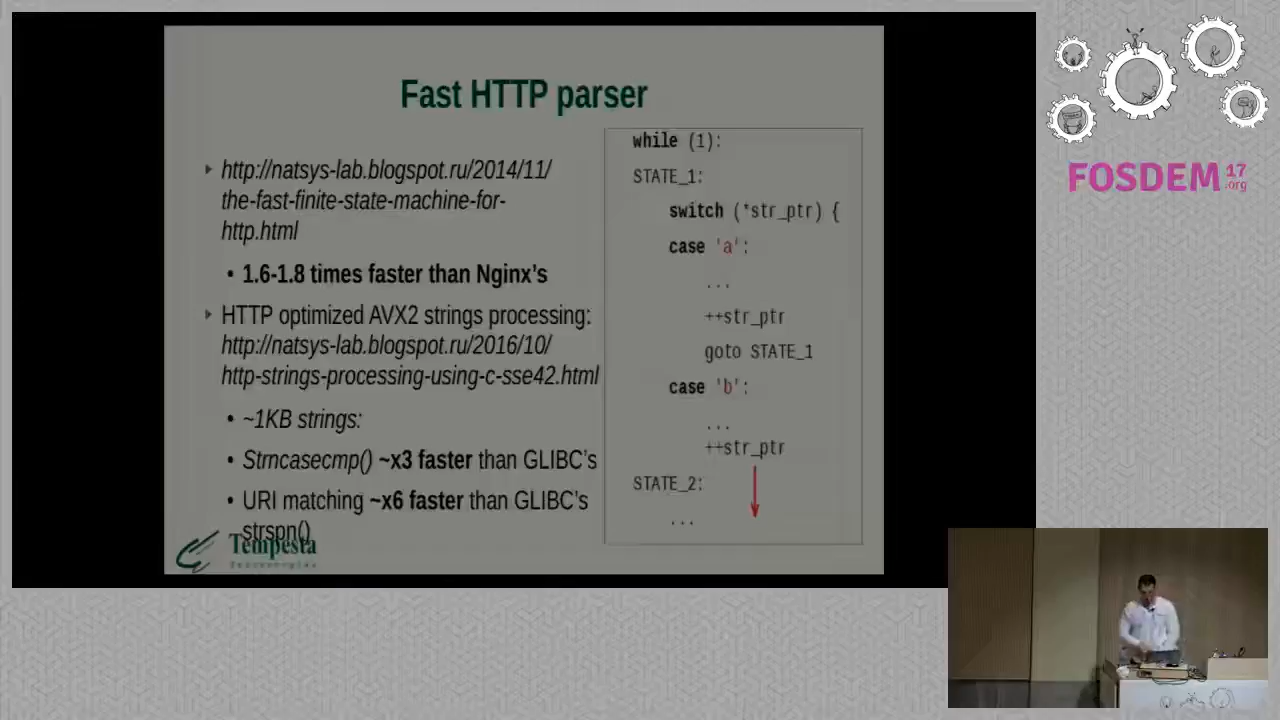 Fast HTTP parser
http://natsys-lab.blogspot.ru/2014/11/
the-fast-finite-state-machine-for-
http.html
• 1.6-1.8 times faster than Nginx's
HTTP optimized AVX2 strings processing:
http://natsys-lab.blogspot.ru/2016/10/
http-strings-processing-using-c-sse42.html
• ~1KB strings:
• Strncasecmp() ~x3 faster than GLIBC's
• URI matching ~x6 faster than GLIBC's
strspn()
Tempesta
Technologies
while (1):
STATE_1:
switch (*str_ptr) {
case 'a':
...
++str_ptr
goto STATE_1
case 'b':
...
++str_ptr
STATE_2:
...
FOSDEM 17
.org